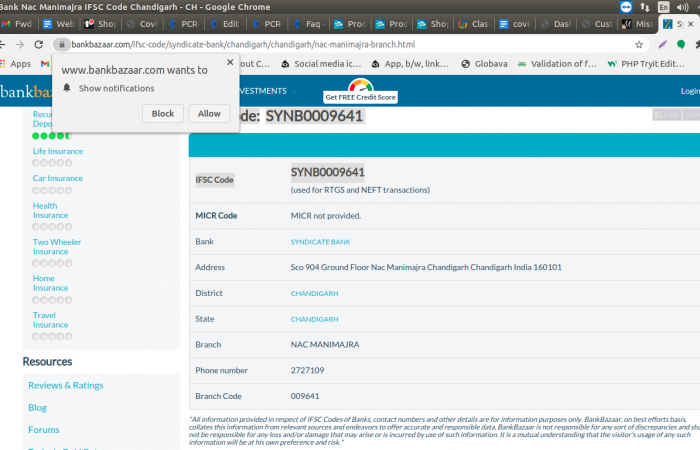 Bank Nac Manimajra IFSC Code Chandigarh - CH - Google Chrome
En
Fwd
Covi
PCR-
Edit
PCR-
Faq -
Shop
Proc
Proc
Shop
Clas
covi
Dasl
Cust
Miss
Sy
bankbazaar.com/ifsc-code/syndicate-bank/chandigarh/chandigarh/nac-manimajra-branch.html
Apps
out C...
Social media ic...
App, b/w, link...
Globava
Validation of f...
PHP Tryit Edit...
www.bankbazaar.com wants to
Show notifications
Block
Allow
bankba
VESTMENTS
Get FREE Credit Score
Login
de: SYNB0009641
Like
Recu
Depo
Life Insurance
Car Insurance
Health
Insurance
Two Wheeler
Insurance
Home
Insurance
Travel
Insurance
Resources
Reviews & Ratings
Blog
Forums
IFSC Code
SYNB0009641
(used for RTGS and NEFT transactions)
MICR Code
MICR not provided.
Bank
SYNDICATE BANK
Address
Sco 904 Ground Floor Nac Manimajra Chandigarh Chandigarh India 160101
District
CHANDIGARH
State
CHANDIGARH
Branch
NAC MANIMAJRA
Phone number
2727109
Branch Code
009641
"All information provided in respect of IFSC Codes of Banks, contact numbers and other details are for information purposes only. BankBazaar, on best efforts basis,
collates this information from relevant sources and endeavors to offer accurate and responsible data. BankBazaar is not responsible for any sort of discrepancies and sha
not be responsible for any loss and/or damage that may arise or is incurred by use of such information. It is a mutual understanding that the visitor's usage of any such
information will be at his own preference and risk."